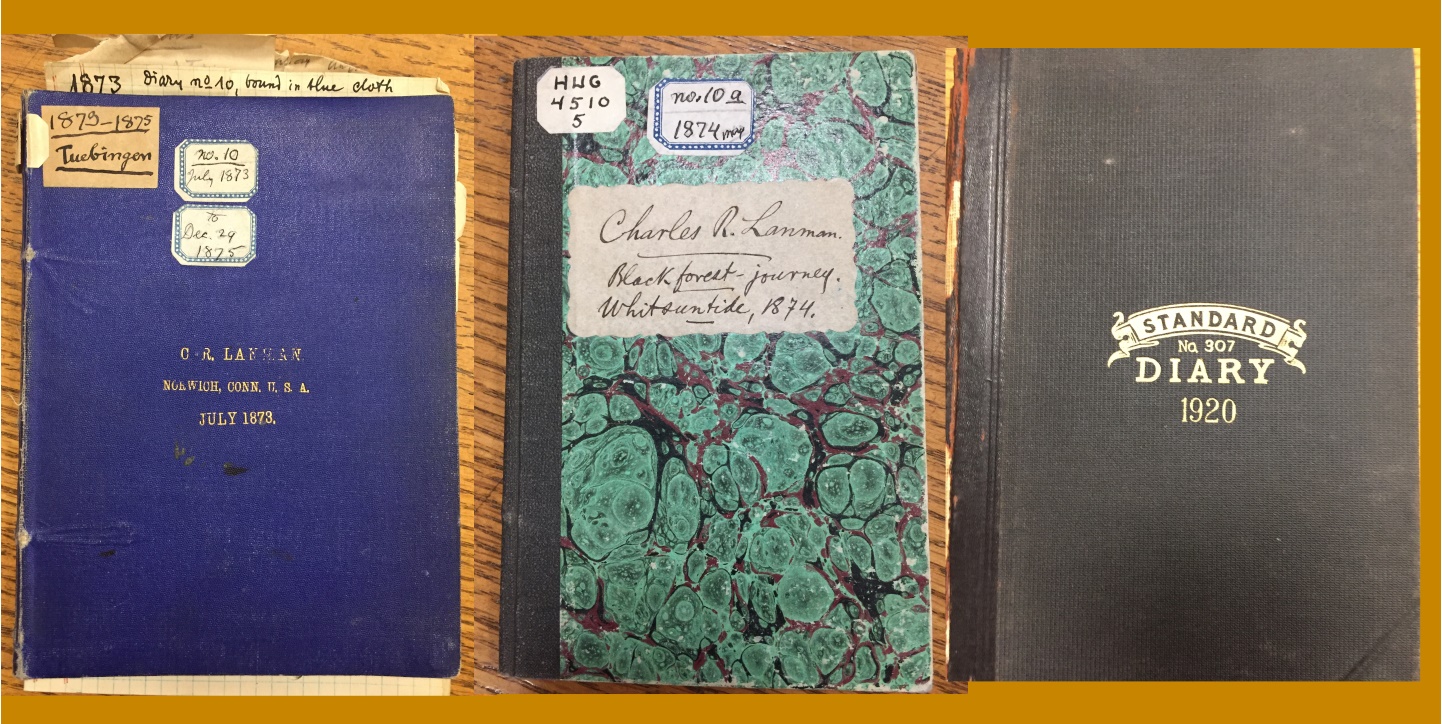 1873 Diary no 10, bound in blue cloth
1873-1875
Tuebingen
no. 10
July 1873
to
Dec. 29
1875
C. R. LANMAN
NORWICH, CONN. U. S. A.
JULY 1873.
HUG
4510
5
no. 10 a
1874 may
Charles R. Lanman.
Black forest-journey.
Whitsuntide, 1874.
STANDARD
No. 307
DIARY
1920